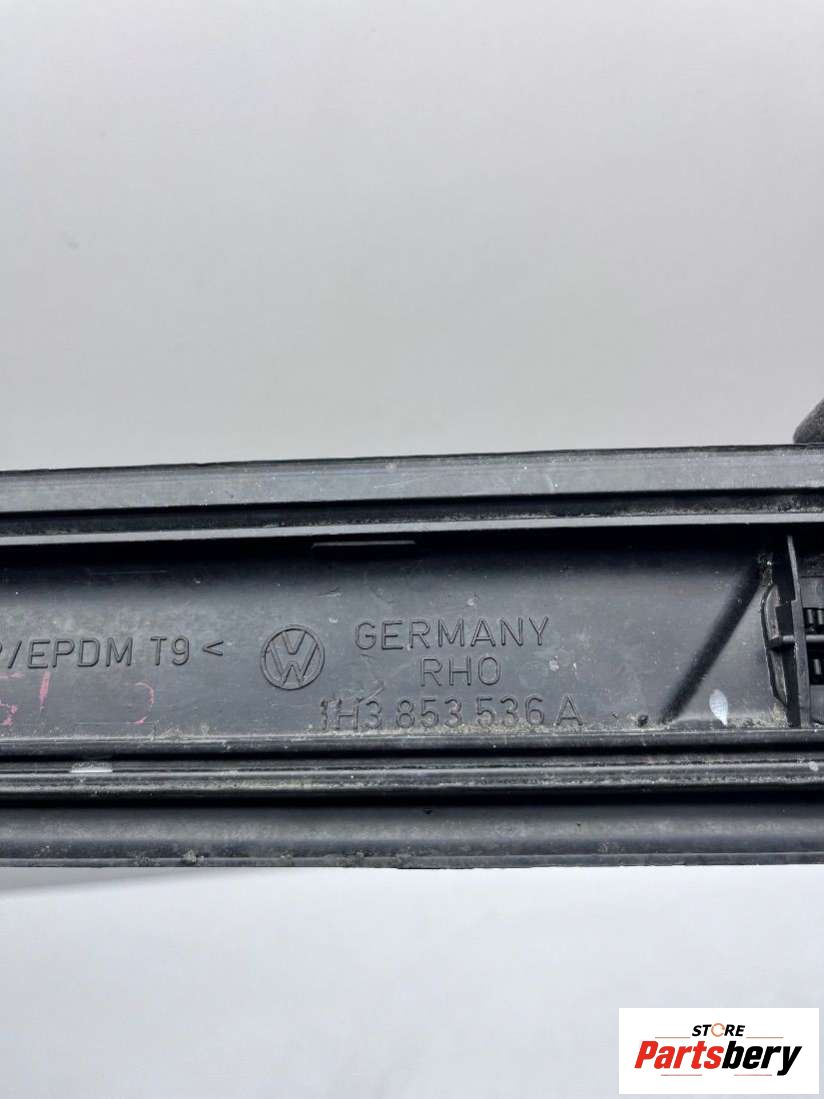 /EPDM T9 <
GERMANY
RHO
1H3 853 536 A
STORE
Partsbery